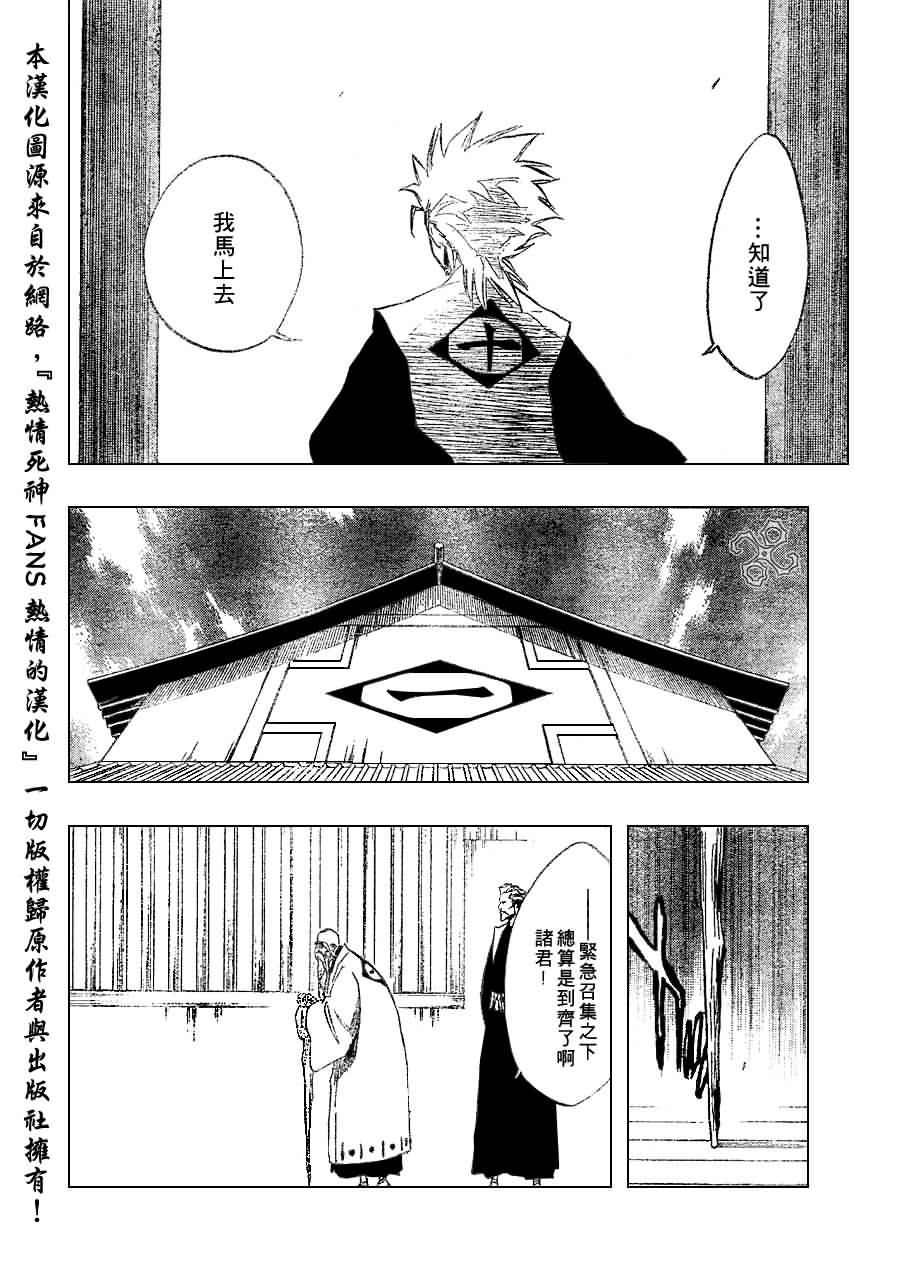 …知道了
我馬上去
十
一
——緊急召集之下
總算是到齊了啊
諸君！
本漢化圖源來自於網路，『熱情死神FANS熱情的漢化』一切版權歸原作者與出版社擁有！